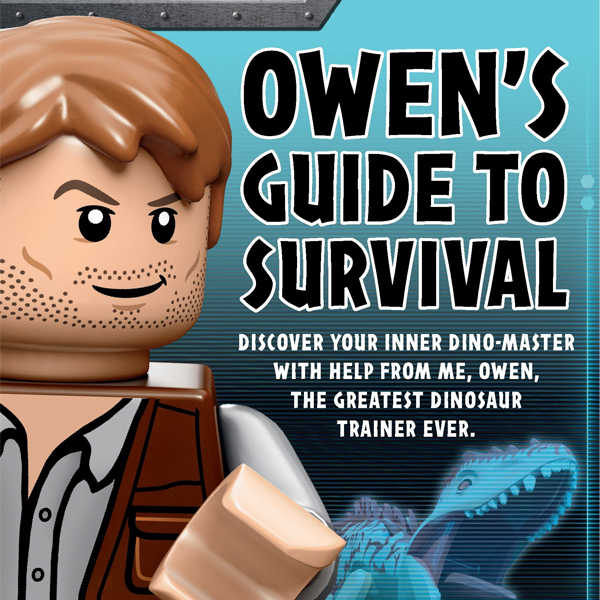 OWEN'S
GUIDE TO
SURVIVAL
DISCOVER YOUR INNER DINO-MASTER
WITH HELP FROM ME, OWEN,
THE GREATEST DINOSAUR
TRAINER EVER.